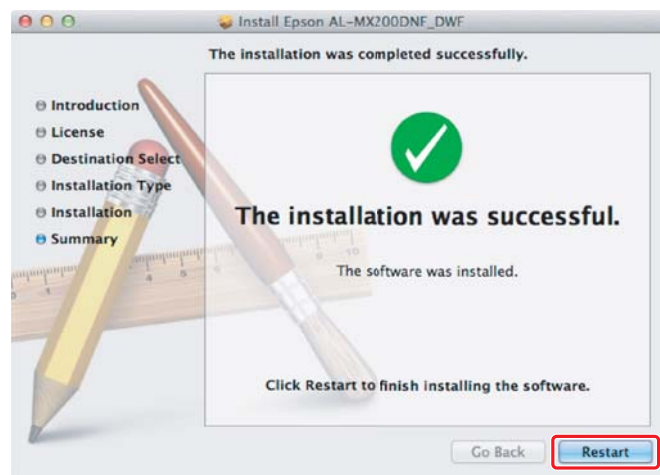 Install Epson AL-MX200DNF_DWF
The installation was completed successfully.
Introduction
License
Destination Select
Installation Type
Installation
Summary
The installation was successful.
The software was installed.
Click Restart to finish installing the software.
Go Back
Restart